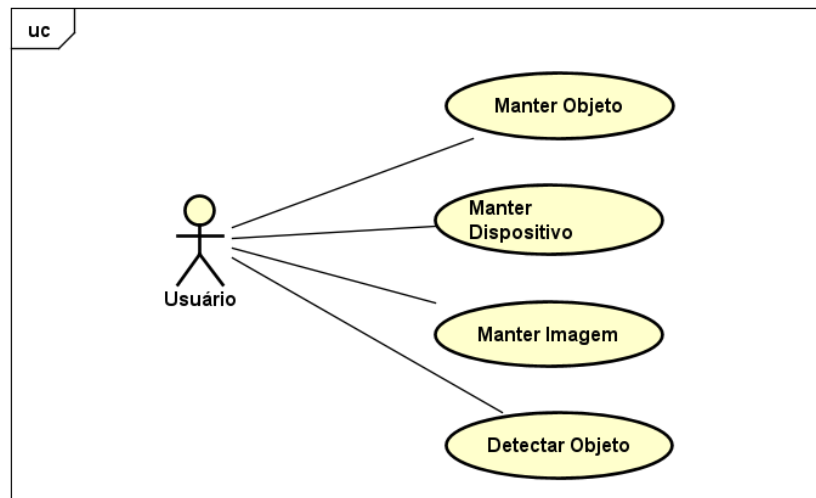 uc
Manter Objeto
Manter
Dispositivo
Usuário
Manter Imagem
Detectar Objeto